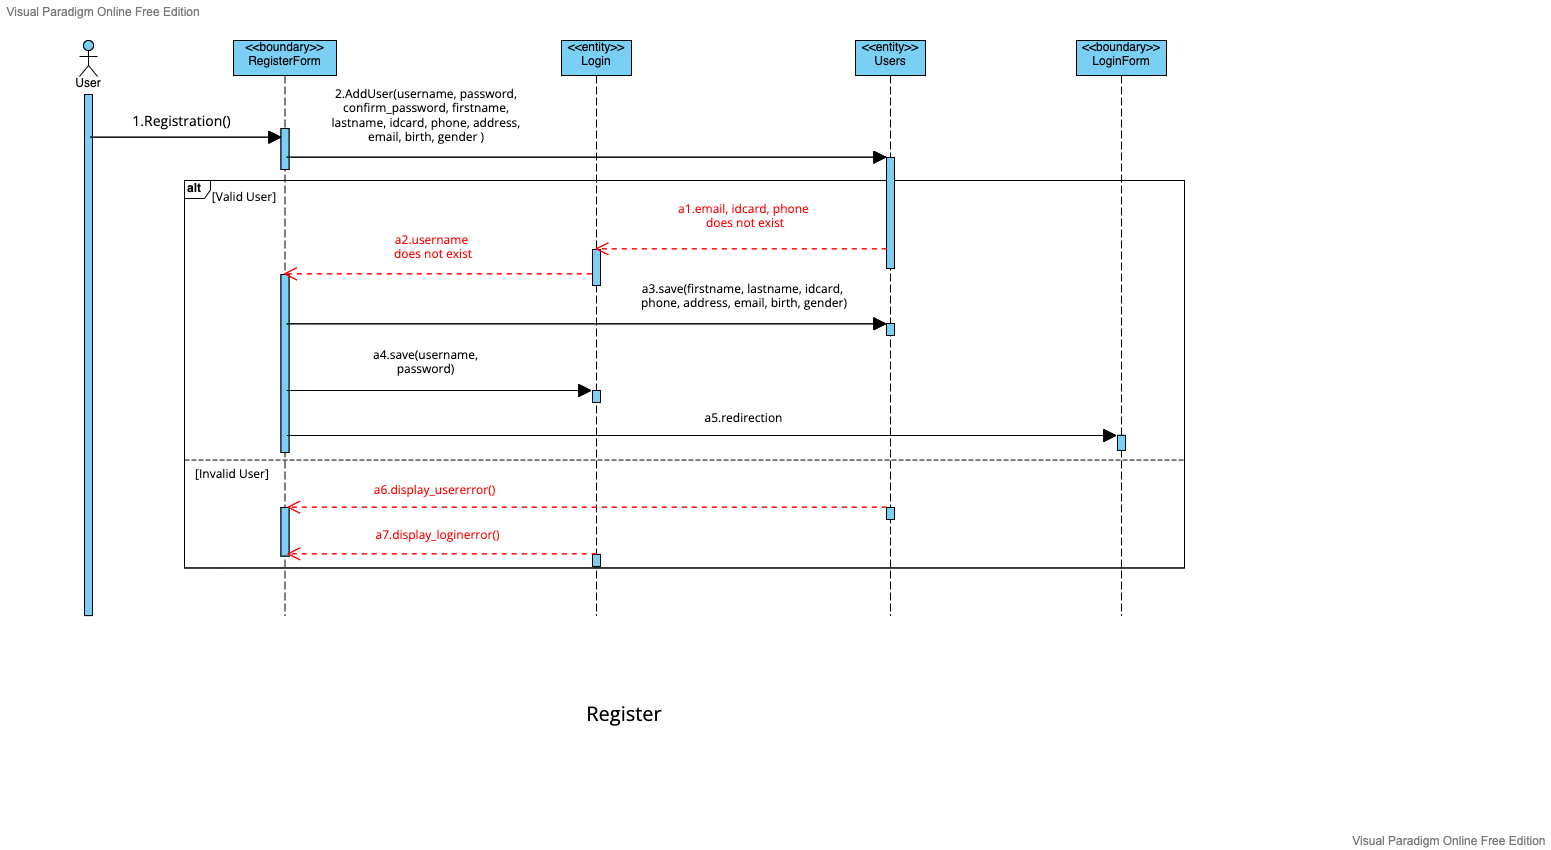 Visual Paradigm Online Free Edition
User
<<boundary>>
RegisterForm
<<entity>>
Login
<<entity>>
Users
<<boundary>>
LoginForm
1.Registration()
2.AddUser(username, password,
confirm_password, firstname,
lastname, idcard, phone, address,
email, birth, gender )
alt
[Valid User]
a1.email, idcard, phone
does not exist
a2.username
does not exist
a3.save(firstname, lastname, idcard,
phone, address, email, birth, gender)
a4.save(username,
password)
a5.redirection
[Invalid User]
a6.display_usererror()
a7.display_loginerror()
Register
Visual Paradigm Online Free Edition